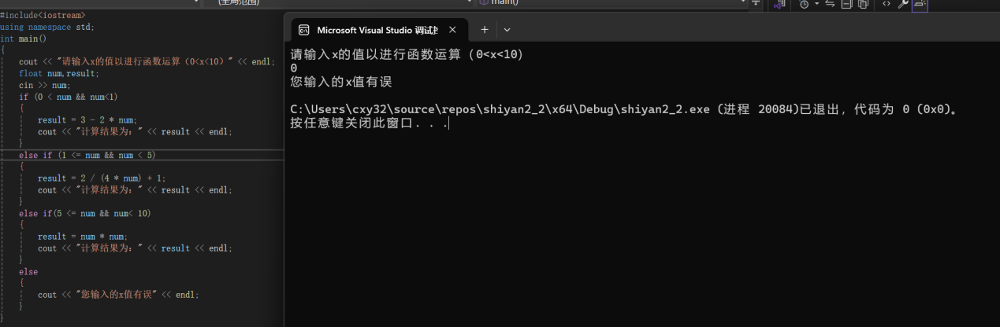 (全局范围)
main()
#include<iostream>
using namespace std;
int main()
{
cout << "请输入x的值以进行函数运算（0<x<10）" << endl;
float num,result;
cin >> num;
if (0 < num && num<1)
{
result = 3 - 2 * num;
cout << "计算结果为：" << result << endl;
}
else if (1 <= num && num < 5)
{
result = 2 / (4 * num) + 1;
cout << "计算结果为：" << result << endl;
}
else if(5 <= num && num< 10)
{
result = num * num;
cout << "计算结果为：" << result << endl;
}
else
{
cout << "您输入的x值有误" << endl;
}
}
Microsoft Visual Studio 调试控
请输入x的值以进行函数运算（0<x<10）
0
您输入的x值有误
C:\Users\cxy32\source\repos\shiyan2_2\x64\Debug\shiyan2_2.exe (进程 20084)已退出，代码为 0 (0x0)。
按任意键关闭此窗口. . .